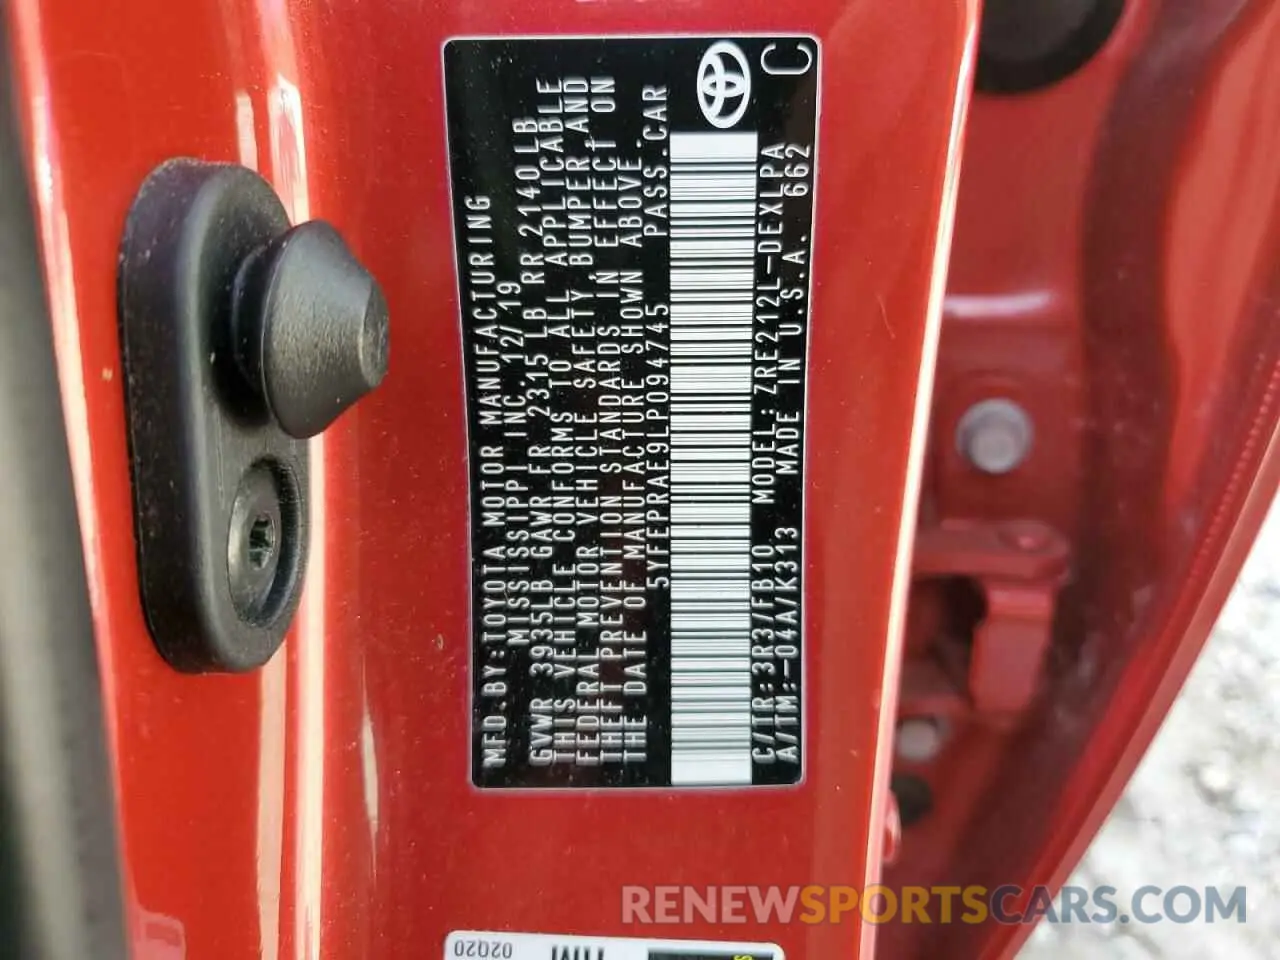 MFD.BY:TOYOTA MOTOR MANUFACTURING
MISSISSIPPI INC. 12/19
GVWR 3935LB GAWR FR 2315LB RR 2140LB
THIS VEHICLE CONFORMS TO ALL APPLICABLE
FEDERAL MOTOR VEHICLE SAFETY, BUMPER, AND
THEFT PREVENTION STANDARDS IN EFFECT ON
THE DATE OF MANUFACTURE SHOWN ABOVE.
5YFEPRAE9LP094745 PASS.CAR
C/TR:3R3/FB10 MODEL:ZRE212L-DEXLPA
A/TM:-04A/K313 MADE IN U.S.A. 662
C
02Q20
RENEWSPORTSCARS.COM